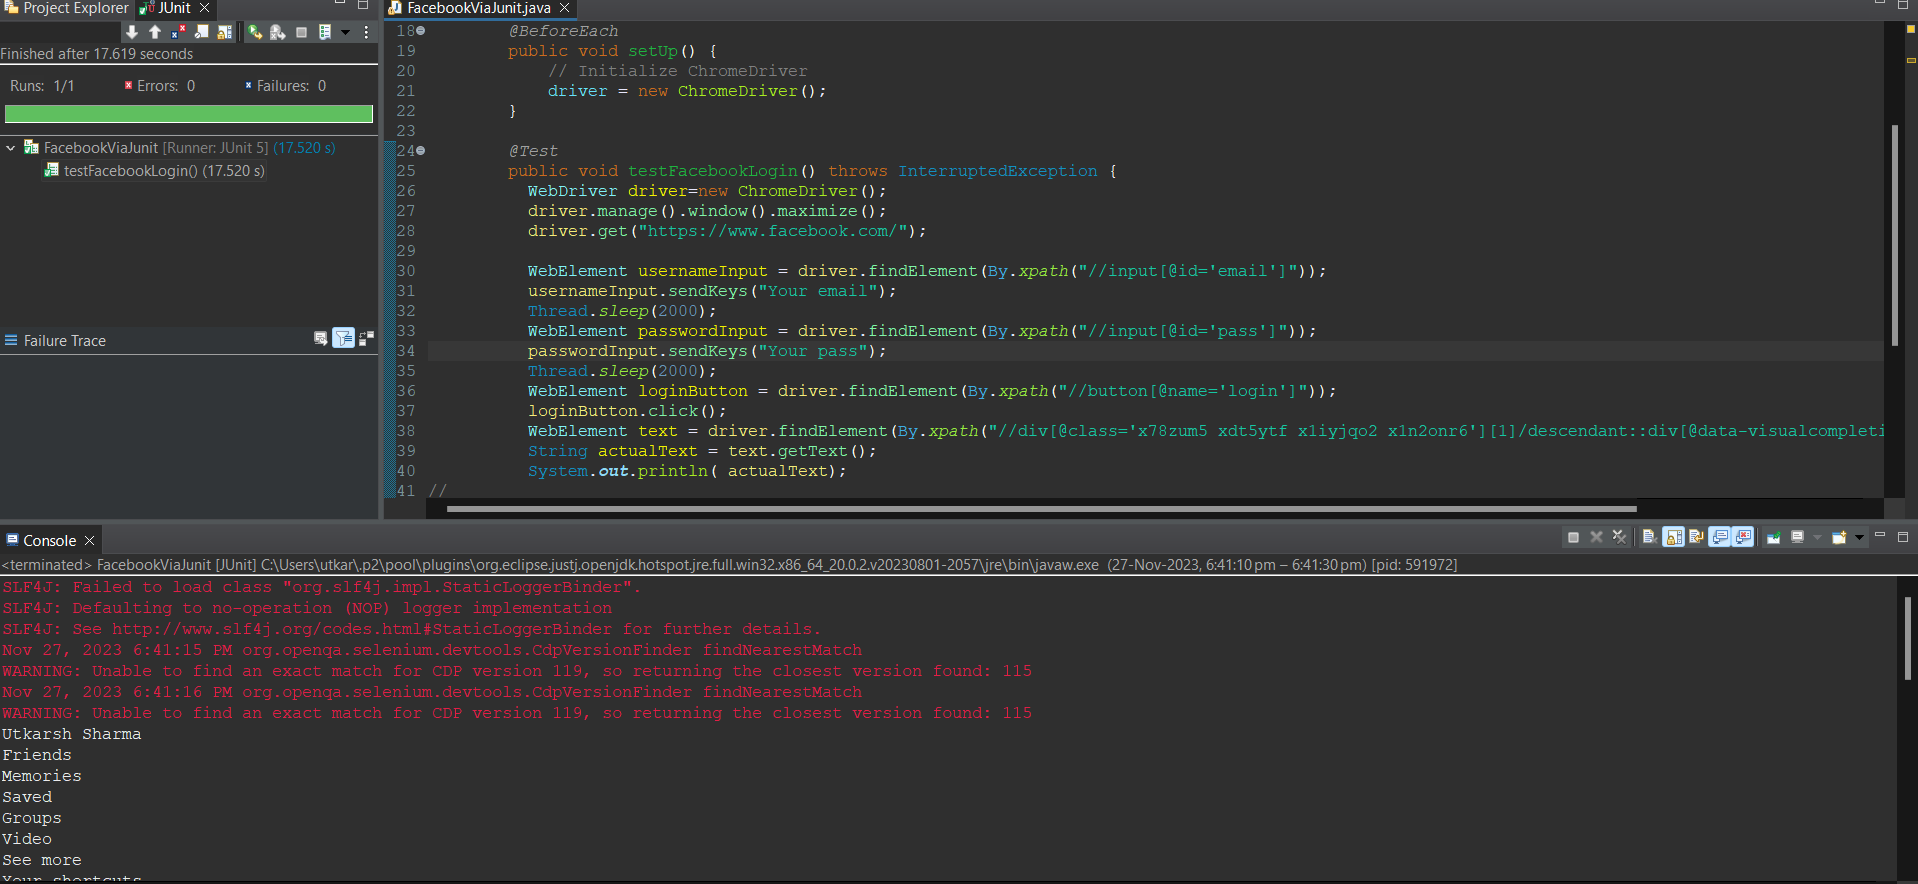 Project Explorer
JUnit
Finished after 17.619 seconds
Runs: 1/1
Errors: 0
Failures: 0
FacebookViaJunit [Runner: JUnit 5] (17.520 s)
testFacebookLogin() (17.520 s)
Failure Trace
FacebookViaJunit.java
18 @BeforeEach
19 public void setUp() {
20 // Initialize ChromeDriver
21 driver = new ChromeDriver();
22 }
23
24 @Test
25 public void testFacebookLogin() throws InterruptedException {
26 WebDriver driver=new ChromeDriver();
27 driver.manage().window().maximize();
28 driver.get("https://www.facebook.com/");
29
30 WebElement usernameInput = driver.findElement(By.xpath("//input[@id='email']"));
31 usernameInput.sendKeys("Your email");
32 Thread.sleep(2000);
33 WebElement passwordInput = driver.findElement(By.xpath("//input[@id='pass']"));
34 passwordInput.sendKeys("Your pass");
35 Thread.sleep(2000);
36 WebElement loginButton = driver.findElement(By.xpath("//button[@name='login']"));
37 loginButton.click();
38 WebElement text = driver.findElement(By.xpath("//div[@class='x78zum5 xdt5ytf x1iyjqo2 x1n2onr6'][1]/descendant::div[@data-visualcompleti
39 String actualText = text.getText();
40 System.out.println( actualText);
41 //
Console
<terminated> FacebookViaJunit [JUnit] C:\Users\utkar\.p2\pool\plugins\org.eclipse.justj.openjdk.hotspot.jre.full.win32.x86_64_20.0.2.v20230801-2057\jre\bin\javaw.exe (27-Nov-2023, 6:41:10 pm – 6:41:30 pm) [pid: 591972]
SLF4J: Failed to load class "org.slf4j.impl.StaticLoggerBinder".
SLF4J: Defaulting to no-operation (NOP) logger implementation
SLF4J: See http://www.slf4j.org/codes.html#StaticLoggerBinder for further details.
Nov 27, 2023 6:41:15 PM org.openqa.selenium.devtools.CdpVersionFinder findNearestMatch
WARNING: Unable to find an exact match for CDP version 119, so returning the closest version found: 115
Nov 27, 2023 6:41:16 PM org.openqa.selenium.devtools.CdpVersionFinder findNearestMatch
WARNING: Unable to find an exact match for CDP version 119, so returning the closest version found: 115
Utkarsh Sharma
Friends
Memories
Saved
Groups
Video
See more
Your shortcuts